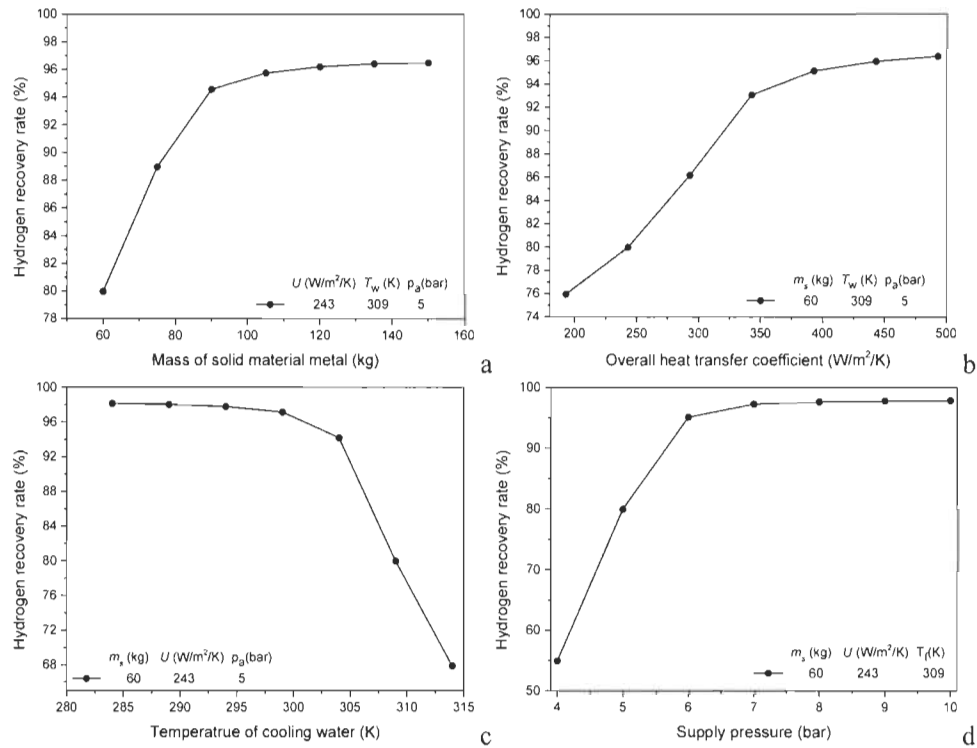 Hydrogen recovery rate (%)
100
98
96
94
92
90
88
86
84
82
80
78
U (W/m²/K) T_w (K) p_a(bar)
243 309 5
60 80 100 120 140 160
Mass of solid material metal (kg)
a
Hydrogen recovery rate (%)
100
98
96
94
92
90
88
86
84
82
80
78
76
74
m_s (kg) T_w (K) p_a(bar)
60 309 5
200 250 300 350 400 450 500
Overall heat transfer coefficient (W/m²/K)
b
Hydrogen recovery rate (%)
100
96
92
88
84
80
76
72
68
m_s (kg) U (W/m²/K) p_a(bar)
60 243 5
280 285 290 295 300 305 310 315
Temperatrue of cooling water (K)
c
Hydrogen recovery rate (%)
100
90
80
70
60
50
m_s (kg) U (W/m²/K) T_f(K)
60 243 309
4 5 6 7 8 9 10
Supply pressure (bar)
d